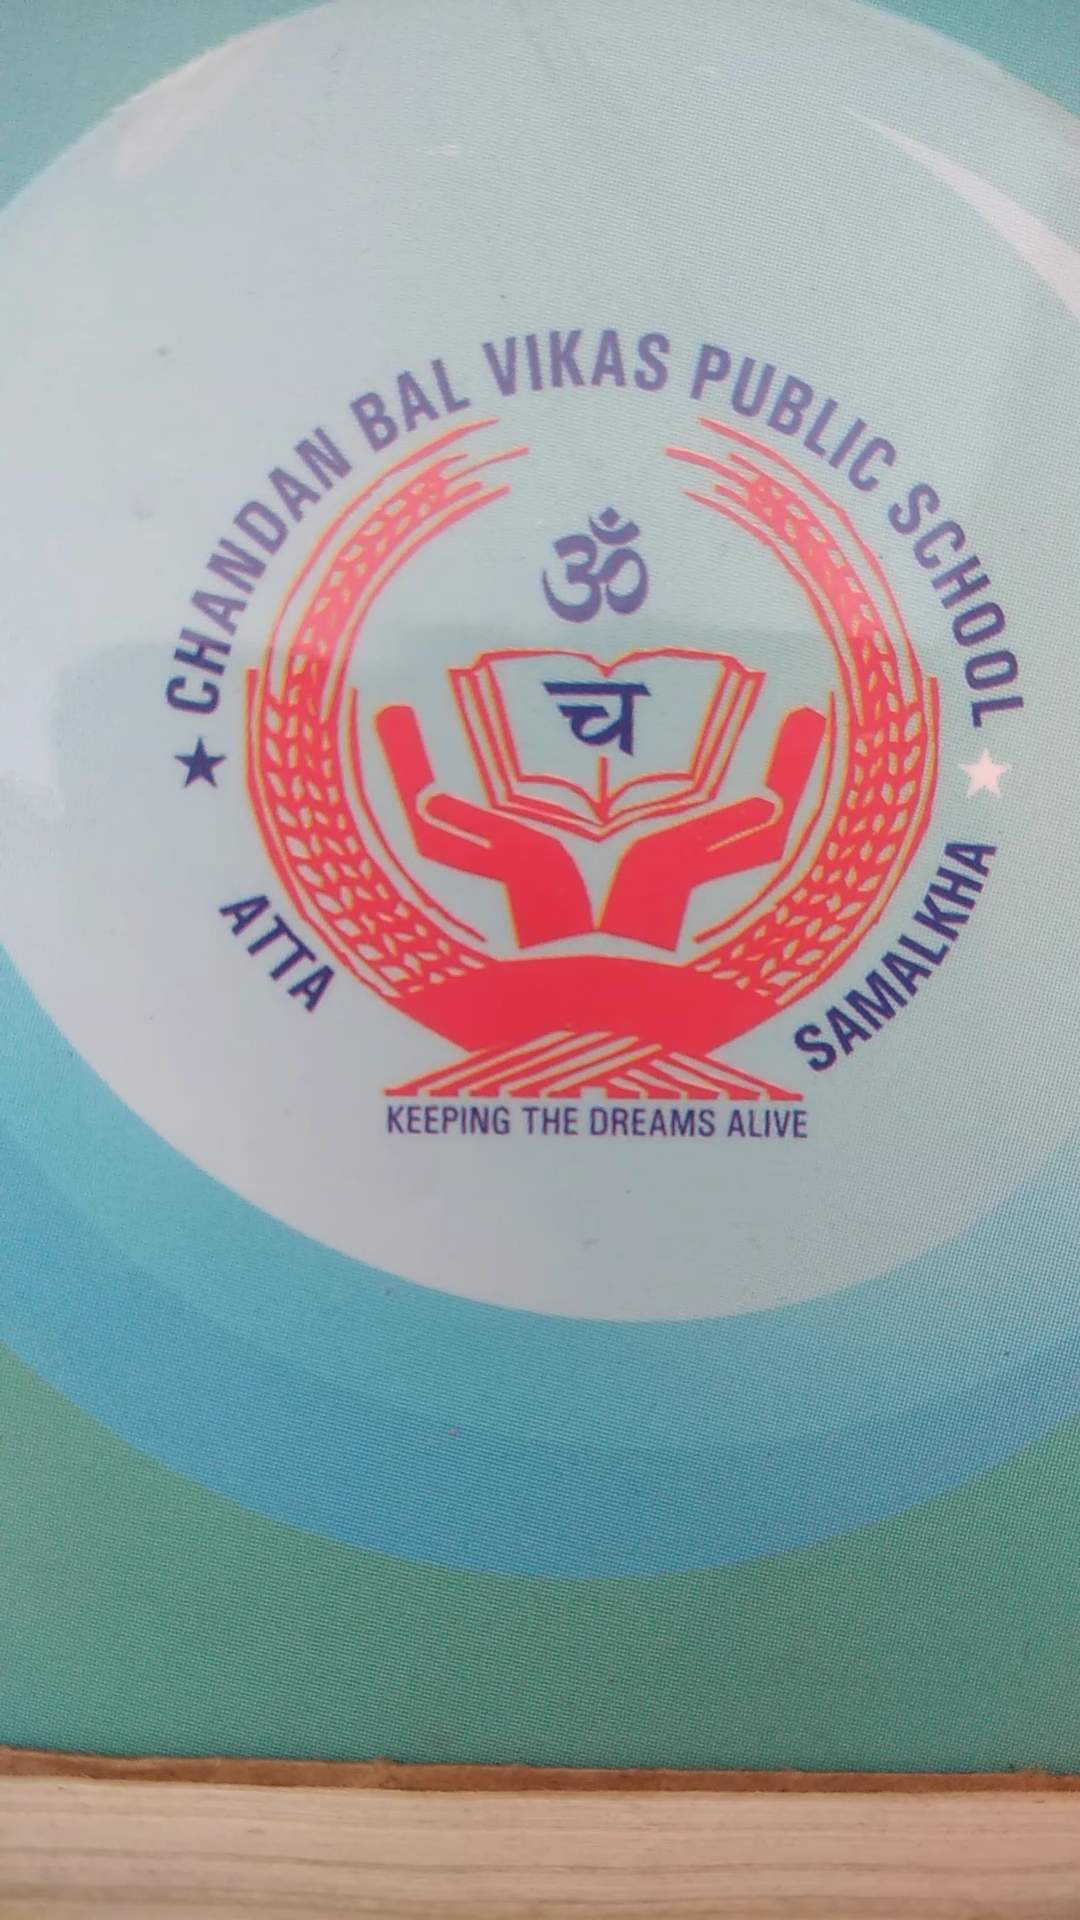 CHANDAN BAL VIKAS PUBLIC SCHOOL
ॐ
च
ATTA
SAMALKHA
KEEPING THE DREAMS ALIVE